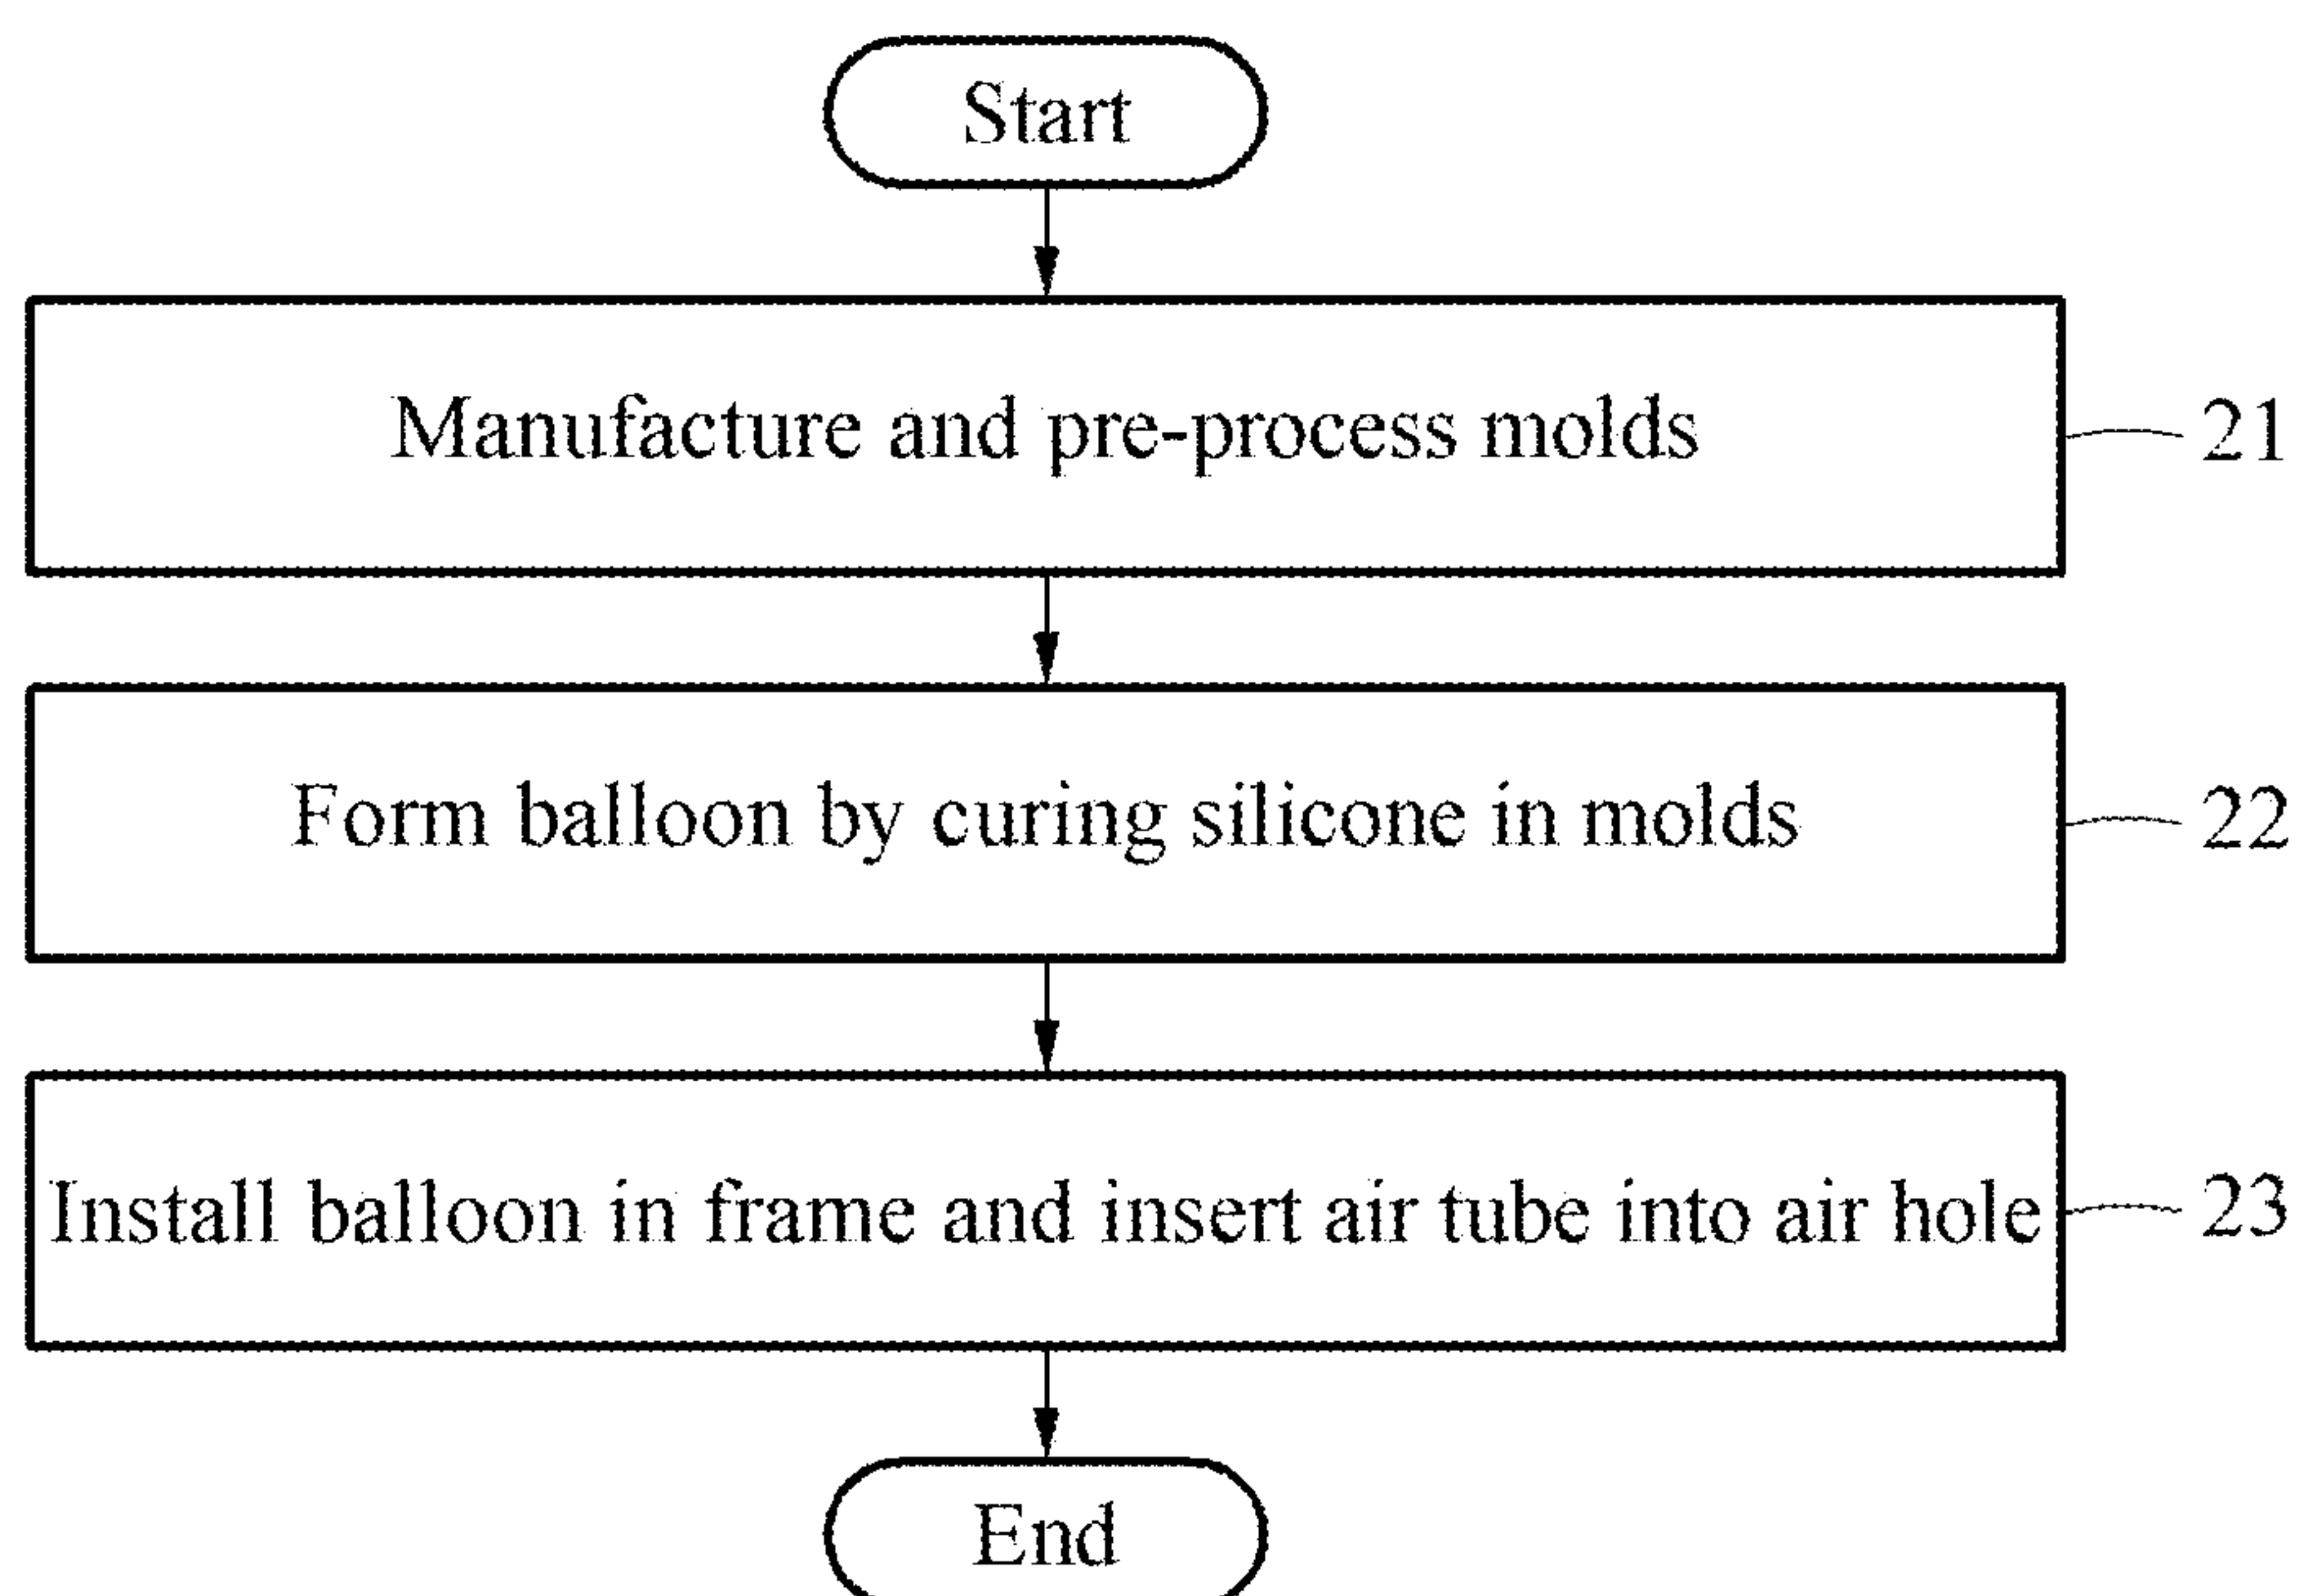 Start
Manufacture and pre-process molds
21
Form balloon by curing silicone in molds
22
Install balloon in frame and insert air tube into air hole
23
End